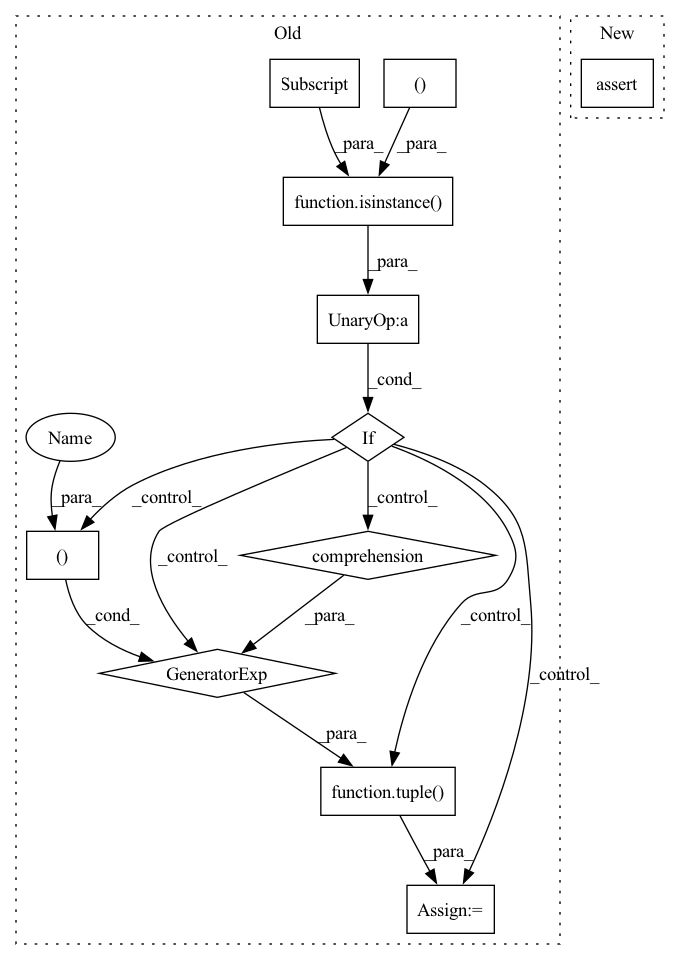 Old
New
Subscript
()
assert
_para_
_para_
function.isinstance()
_para_
UnaryOp:a
_cond_
Name
If
_para_
_control_
_control_
()
_control_
comprehension
_control_
_cond_
_para_
_control_
GeneratorExp
_para_
function.tuple()
_para_
Assign:=